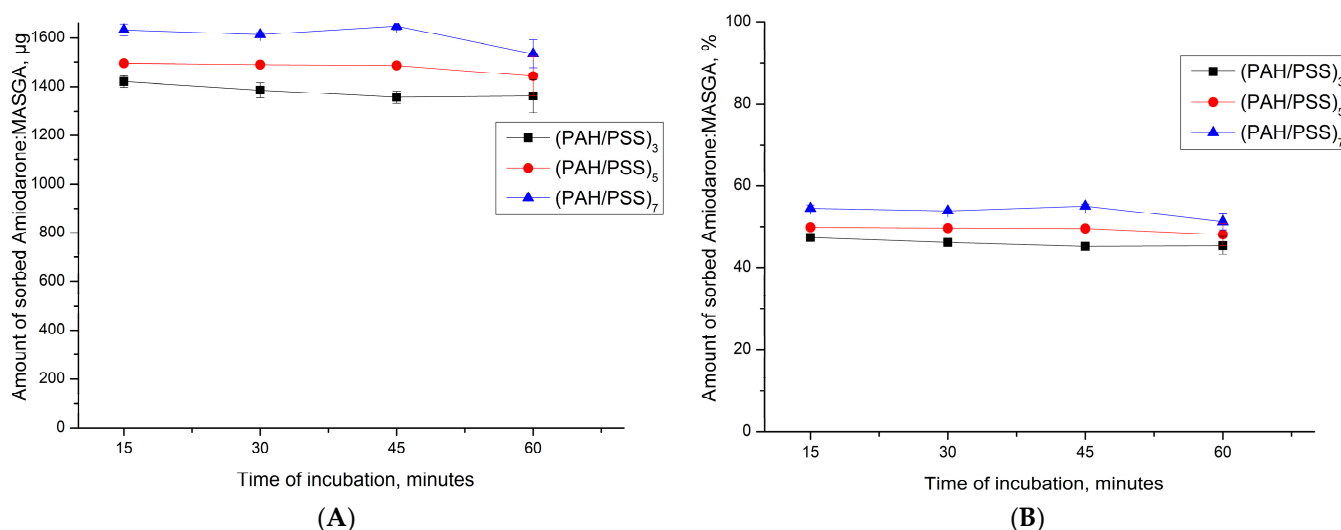 Amount of sorbed Amiodarone:MASGA, µg
1600
1400
1200
1000
800
600
400
200
0
15 30 45 60
Time of incubation, minutes
(PAH/PSS)3
(PAH/PSS)5
(PAH/PSS)7
(A)
Amount of sorbed Amiodarone:MASGA, %
100
80
60
40
20
0
15 30 45 60
Time of incubation, minutes
(PAH/PSS)3
(PAH/PSS)5
(PAH/PSS)7
(B)